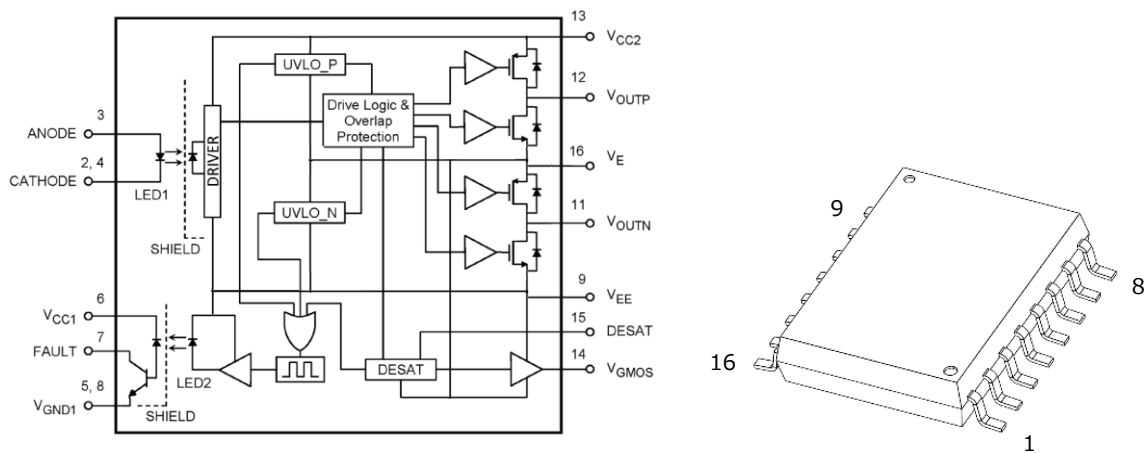 13
VCC2
UVLO_P
12
VOUTP
Drive Logic &
Overlap
Protection
3
ANODE
DRIVER
2, 4
CATHODE
LED1
16
VE
11
VOUTN
UVLO_N
SHIELD
9
VEE
6
VCC1
15
DESAT
7
FAULT
14
VGMOS
LED2
DESAT
5, 8
VGND1
SHIELD
9
8
16
1